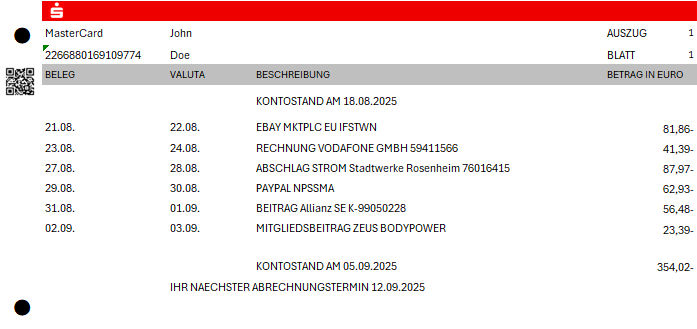 MasterCard John AUSZUG 1
2266880169109774 Doe BLATT 1
BELEG VALUTA BESCHREIBUNG BETRAG IN EURO
KONTOSTAND AM 18.08.2025
21.08. 22.08. EBAY MKTPLC EU IFSTWN 81,86-
23.08. 24.08. RECHNUNG VODAFONE GMBH 59411566 41,39-
27.08. 28.08. ABSCHLAG STROM Stadtwerke Rosenheim 76016415 87,97-
29.08. 30.08. PAYPAL NPSSMA 62,93-
31.08. 01.09. BEITRAG Allianz SE K-99050228 56,48-
02.09. 03.09. MITGLIEDSBEITRAG ZEUS BODYPOWER 23,39-
KONTOSTAND AM 05.09.2025 354,02-
IHR NAECHSTER ABRECHNUNGSTERMIN 12.09.2025